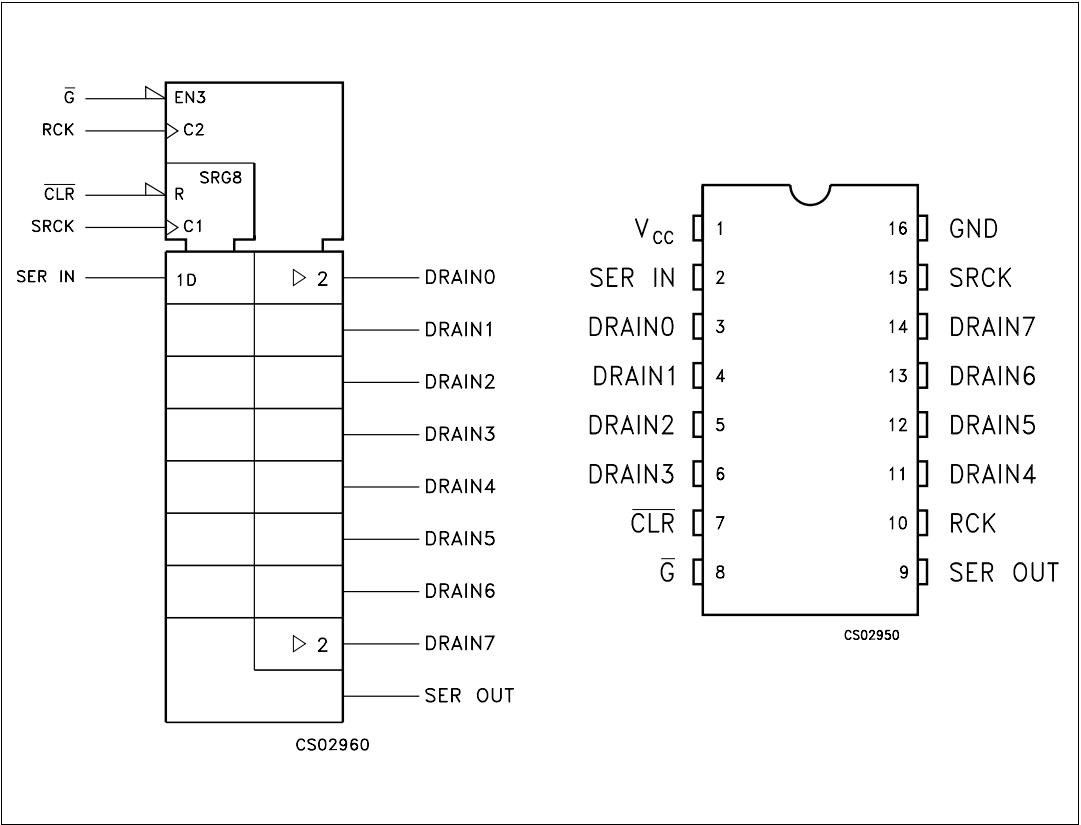 G̅
EN3
RCK
C2
SRG8
C̅L̅R̅
R
SRCK
C1
SER IN
1D
2
DRAIN0
DRAIN1
DRAIN2
DRAIN3
DRAIN4
DRAIN5
DRAIN6
2
DRAIN7
SER OUT
CS02960
VCC 1 16 GND
SER IN 2 15 SRCK
DRAIN0 3 14 DRAIN7
DRAIN1 4 13 DRAIN6
DRAIN2 5 12 DRAIN5
DRAIN3 6 11 DRAIN4
C̅L̅R̅ 7 10 RCK
G̅ 8 9 SER OUT
CS02950